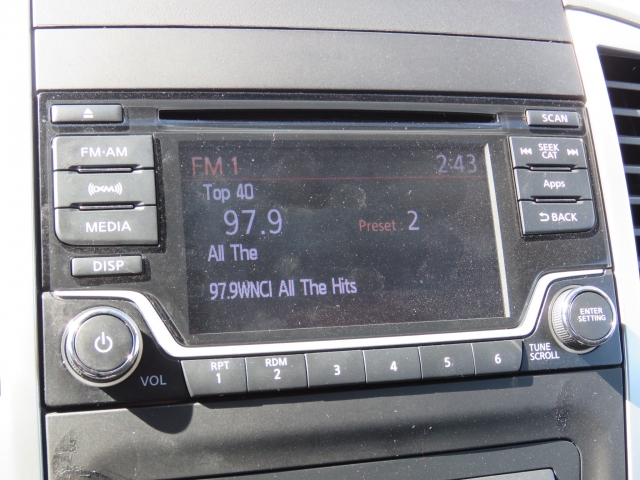 SCAN
FM·AM
SEEK
CAT
FM 1 2:43
Top 40
XM
Apps
97.9 Preset : 2
MEDIA
BACK
All The
DISP
97.9WNCI All The Hits
ENTER
SETTING
VOL
RPT
1
RDM
2
3
4
5
6
TUNE
SCROLL